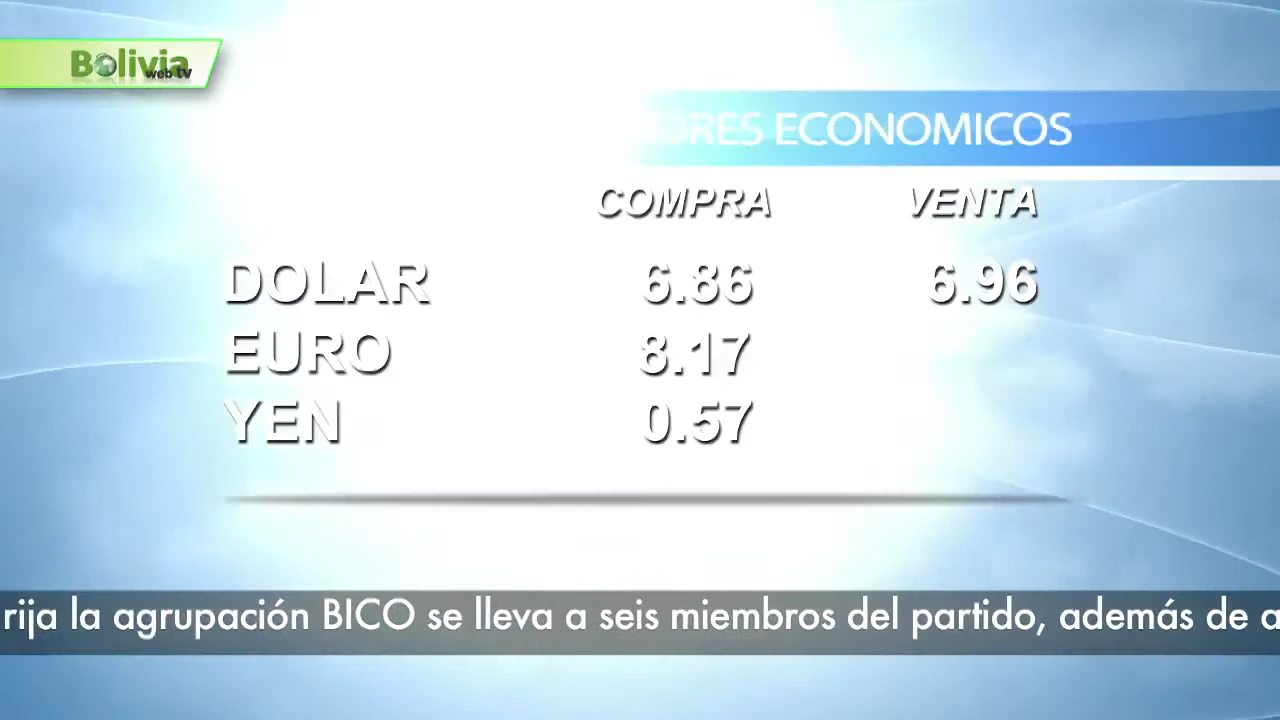 Bolivia
web tv
DORES ECONOMICOS
COMPRA VENTA
DOLAR 6.86 6.96
EURO 8.17
YEN 0.57
rija la agrupación BICO se lleva a seis miembros del partido, además de a